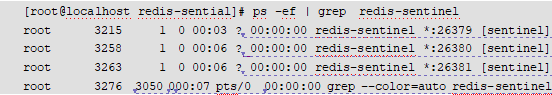 [root@localhost redis-sential]# ps -ef | grep redis-sentinel
root 3215 1 0 00:03 ? 00:00:00 redis-sentinel *:26379 [sentinel]
root 3258 1 0 00:06 ? 00:00:00 redis-sentinel *:26380 [sentinel]
root 3263 1 0 00:06 ? 00:00:00 redis-sentinel *:26381 [sentinel]
root 3276 3050 000:07 pts/0 00:00:00 grep --color=auto redis-sentinel